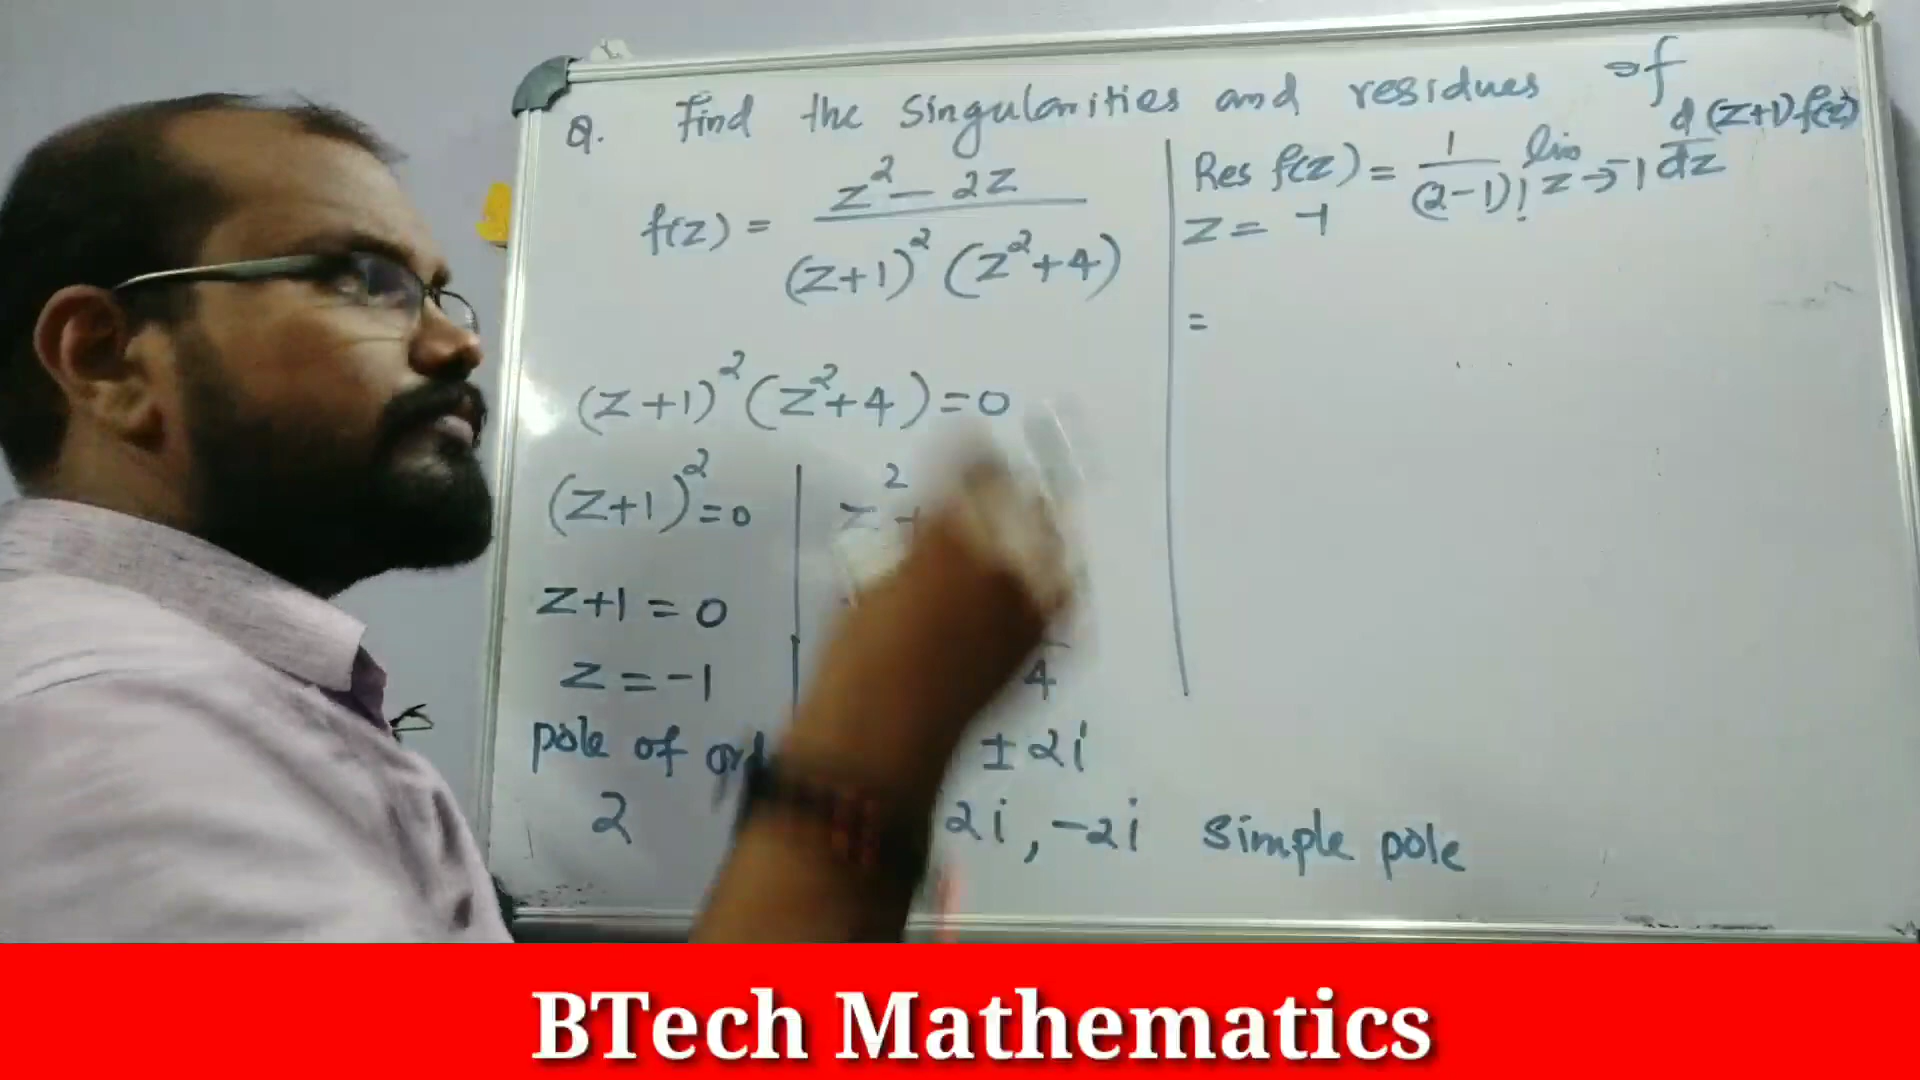 Q. Find the Singularities and residues of
f(z) = z² - 2z / (z+1)² (z²+4)
(z+1)² (z²+4) = 0
(z+1)² = 0
z+1 = 0
z = -1
pole of
2
z²
4
± 2i
2i, -2i simple pole
Res f(z) = 1/(2-1)! lim z→-1 d/dz (z+1) f(z)
z = -1
=
BTech Mathematics